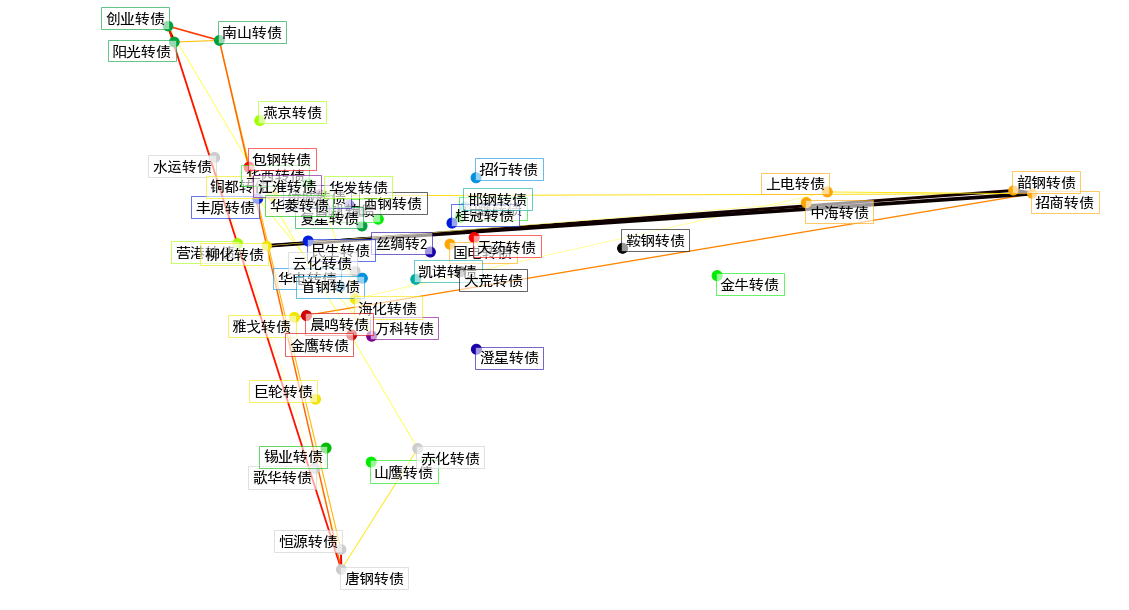 创业转债
南山转债
阳光转债
燕京转债
包钢转债
水运转债
招行转债
上电转债
韶钢转债
华西转债
铜都转
江淮转债
华发转债
丰原转债
华菱转债
西钢转债
邯钢转债
桂冠转债
招商转债
中海转债
复星转债
营港
柳化转债
民生转债
丝绸转2
国电转债
天药转债
鞍钢转债
云化转债
华电转债
首钢转债
凯诺转债
大荒转债
金牛转债
海化转债
雅戈转债
晨鸣转债
万科转债
金鹰转债
澄星转债
巨轮转债
锡业转债
赤化转债
歌华转债
山鹰转债
恒源转债
唐钢转债